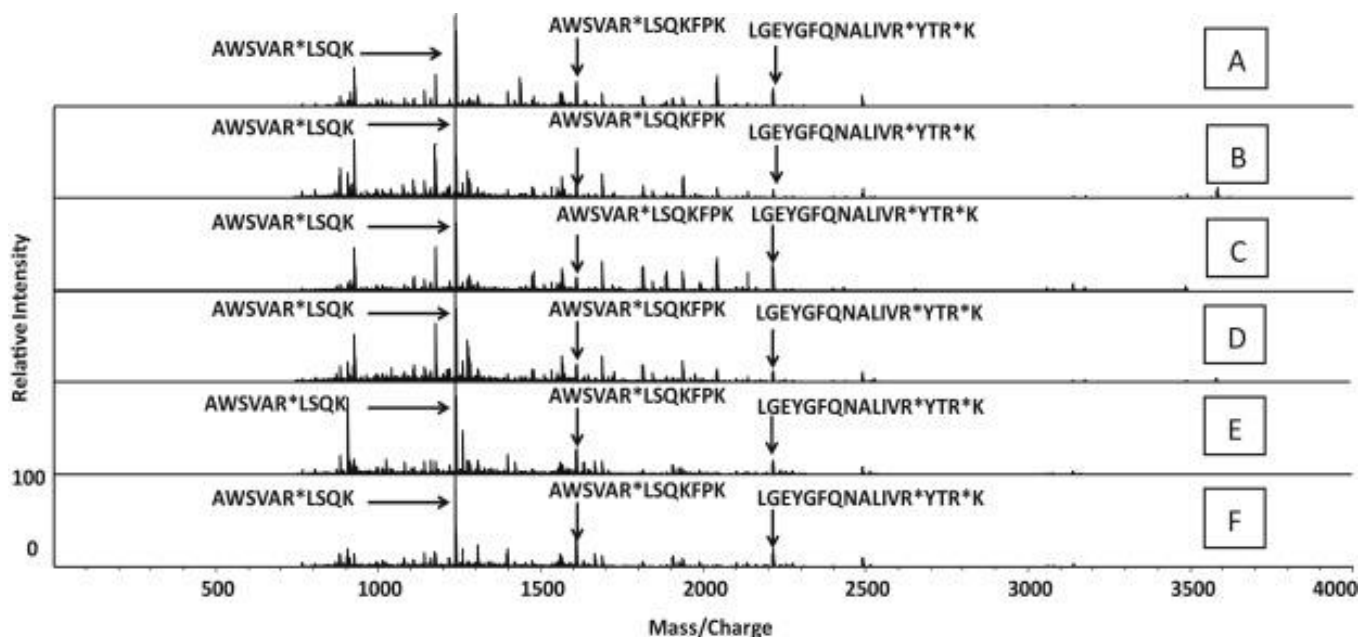 AWSVAR*LSQK AWSVAR*LSQKFPK LGEYGFQNALIVR*YTR*K A
AWSVAR*LSQK AWSVAR*LSQKFPK LGEYGFQNALIVR*YTR*K B
AWSVAR*LSQK AWSVAR*LSQKFPK LGEYGFQNALIVR*YTR*K C
AWSVAR*LSQK AWSVAR*LSQKFPK LGEYGFQNALIVR*YTR*K D
AWSVAR*LSQK AWSVAR*LSQKFPK LGEYGFQNALIVR*YTR*K E
AWSVAR*LSQK AWSVAR*LSQKFPK LGEYGFQNALIVR*YTR*K F
Relative Intensity
100
0
500 1000 1500 2000 2500 3000 3500 4000
Mass/Charge